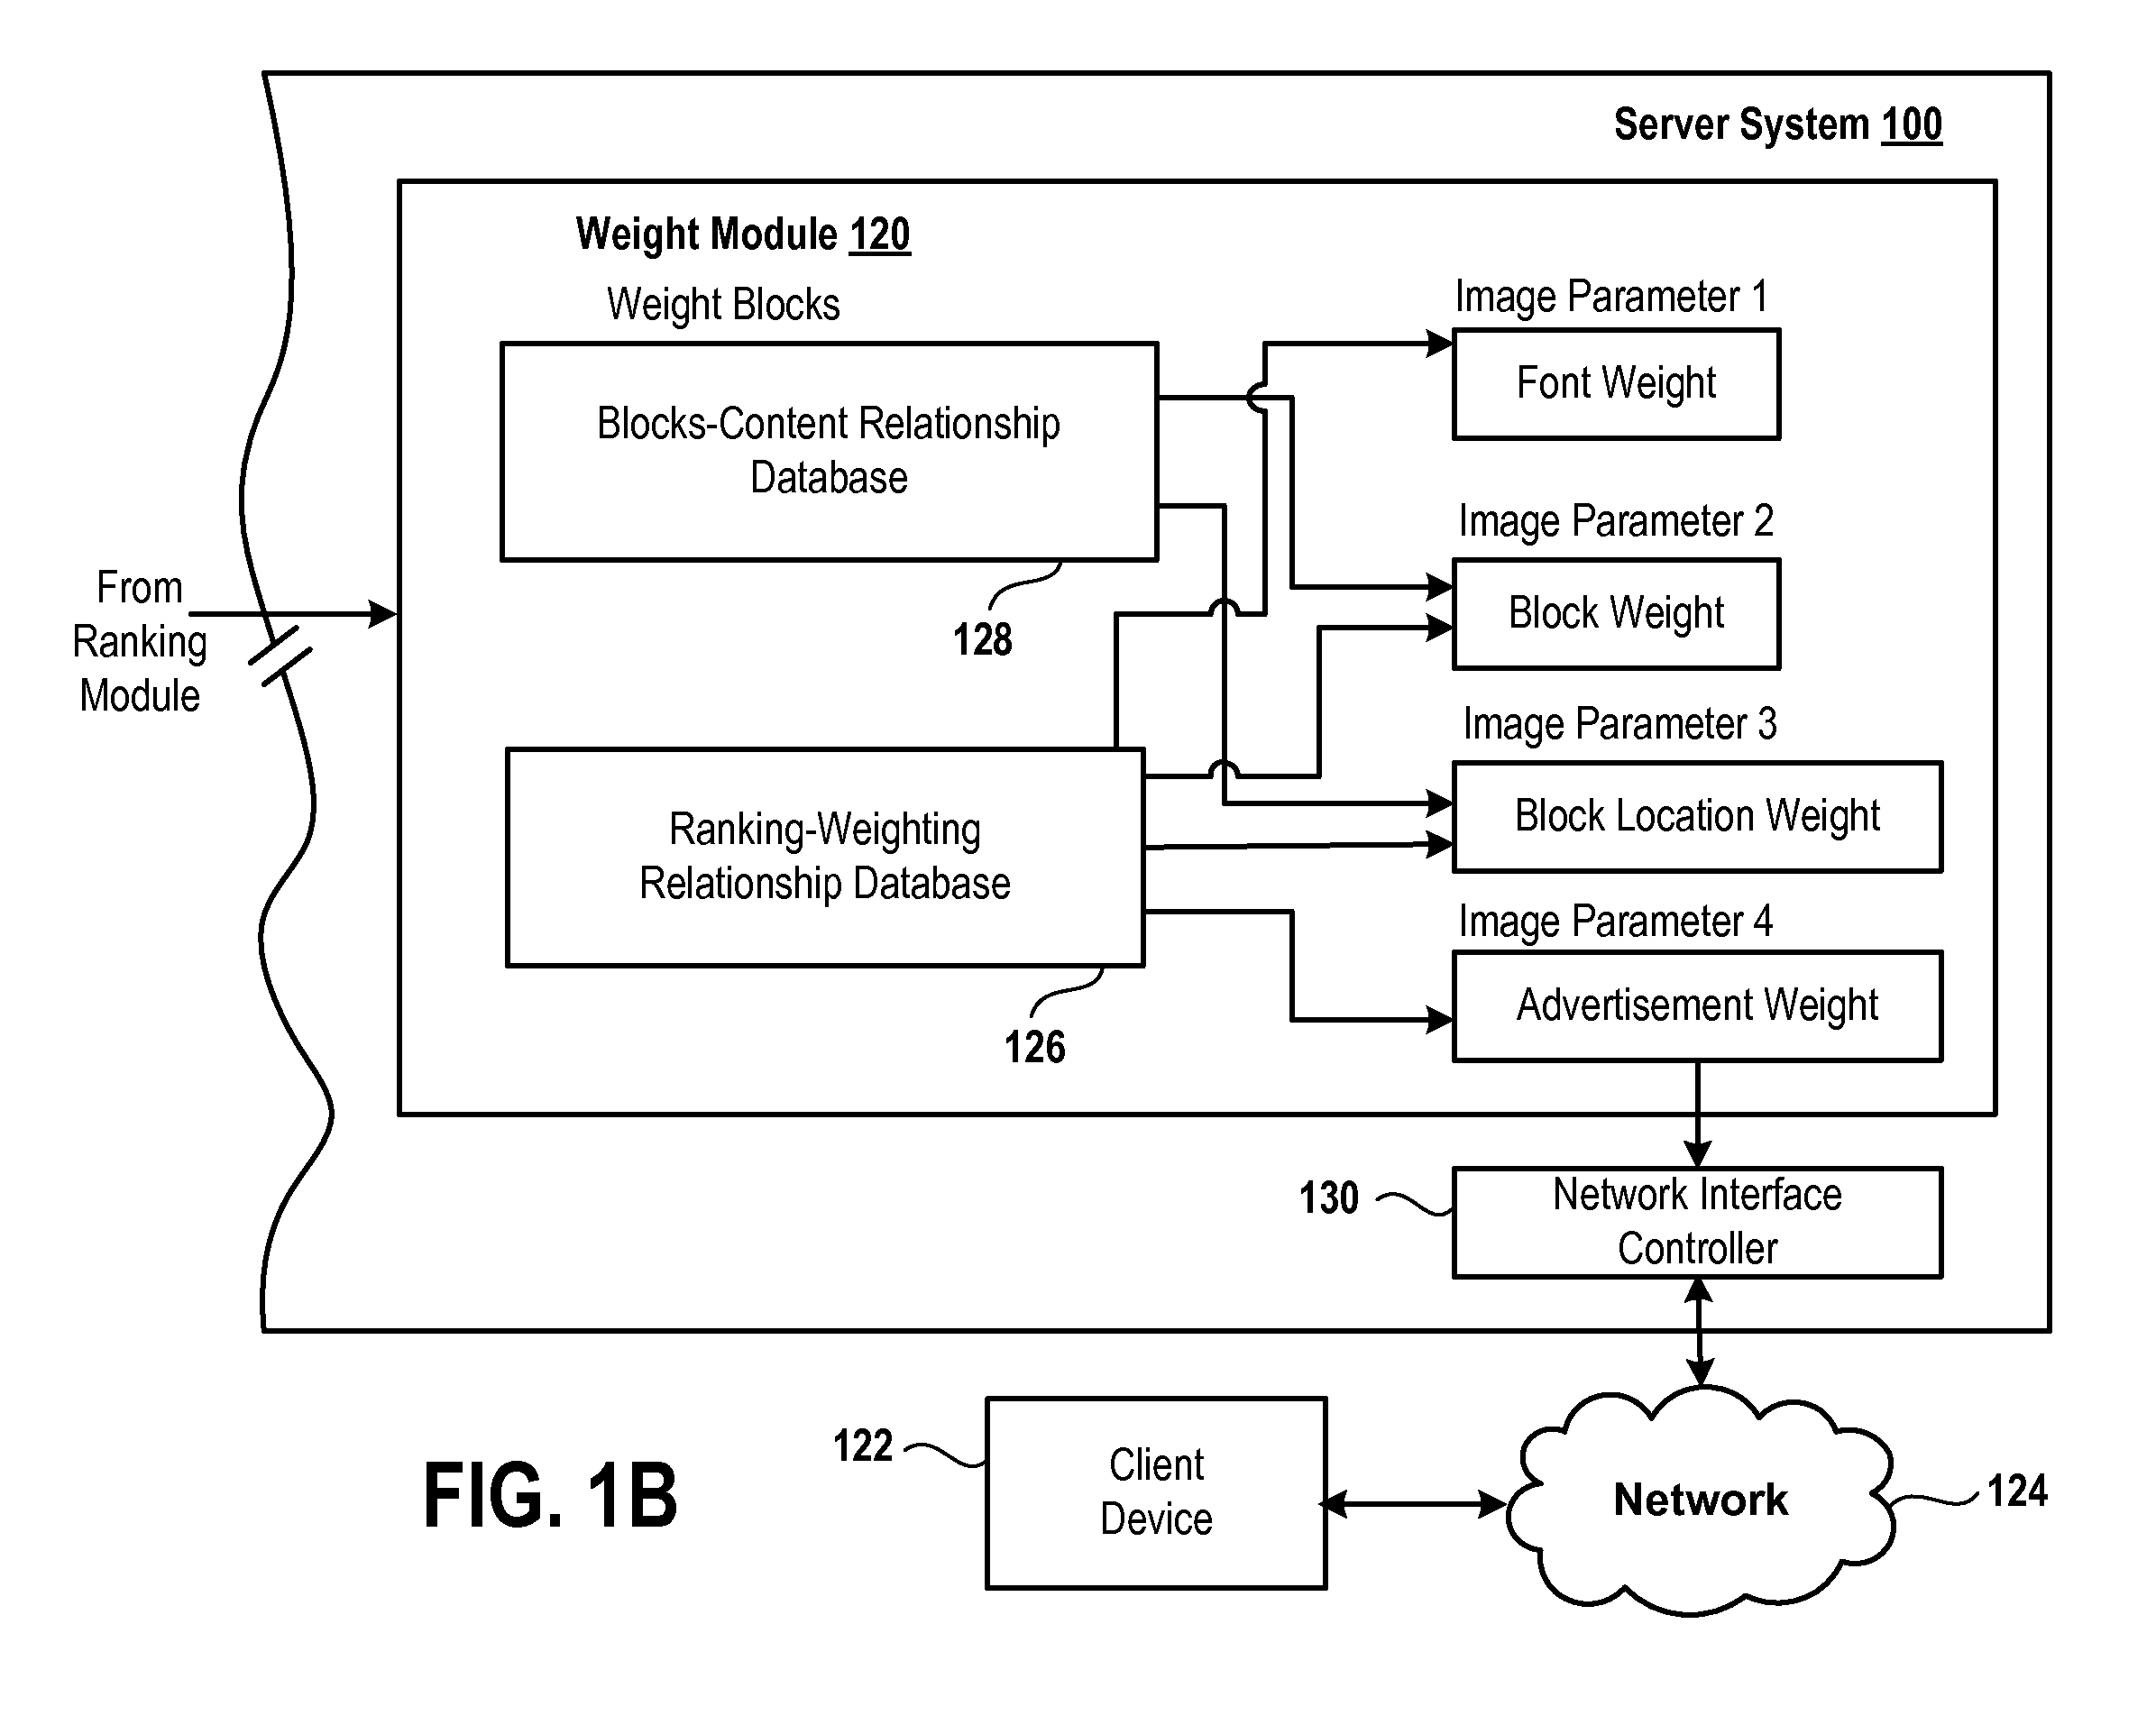 Server System 100
Weight Module 120
Weight Blocks
Blocks-Content Relationship
Database
128
Ranking-Weighting
Relationship Database
126
Image Parameter 1
Font Weight
Image Parameter 2
Block Weight
Image Parameter 3
Block Location Weight
Image Parameter 4
Advertisement Weight
From
Ranking
Module
130
Network Interface
Controller
122
Client
Device
Network
124
FIG. 1B